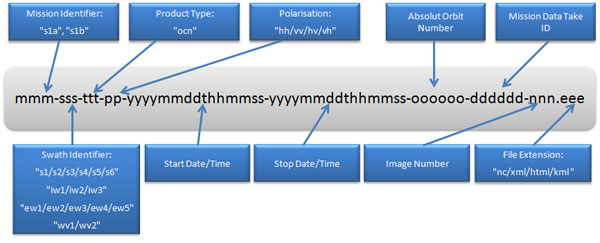 Mission Identifier:
"s1a", "s1b"
Product Type:
"ocn"
Polarisation:
"hh/vv/hv/vh"
Absolut Orbit
Number
Mission Data Take
ID
mmm-sss-ttt-pp-yyyymmddthhmmss-yyyymmddthhmmss-oooooo-dddddd-nnn.eee
Swath Identifier:
"s1/s2/s3/s4/s5/s6"
"iw1/iw2/iw3"
"ew1/ew2/ew3/ew4/ew5"
"wv1/wv2"
Start Date/Time
Stop Date/Time
Image Number
File Extension:
"nc/xml/html/kml"